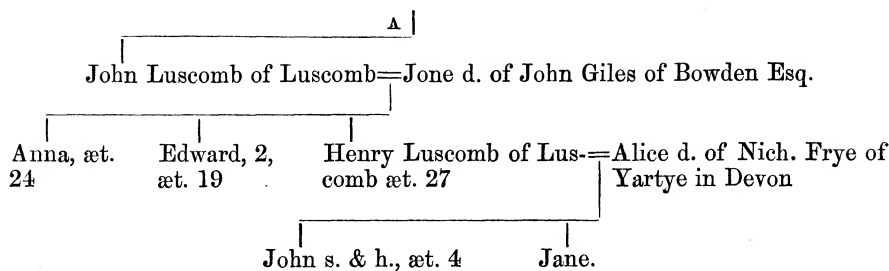 A
John Luscomb of Luscomb=Jone d. of John Giles of Bowden Esq.
Anna, æt. Edward, 2, Henry Luscomb of Lus-=Alice d. of Nich. Frye of
24 æt. 19 comb æt. 27 Yartye in Devon
John s. & h., æt. 4 Jane.